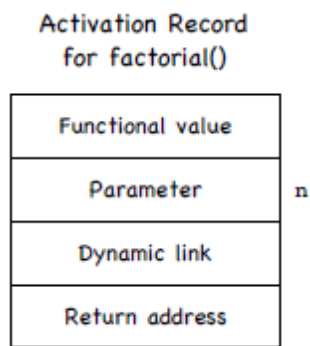 Activation Record
for factorial()
Functional value
Parameter n
Dynamic link
Return address